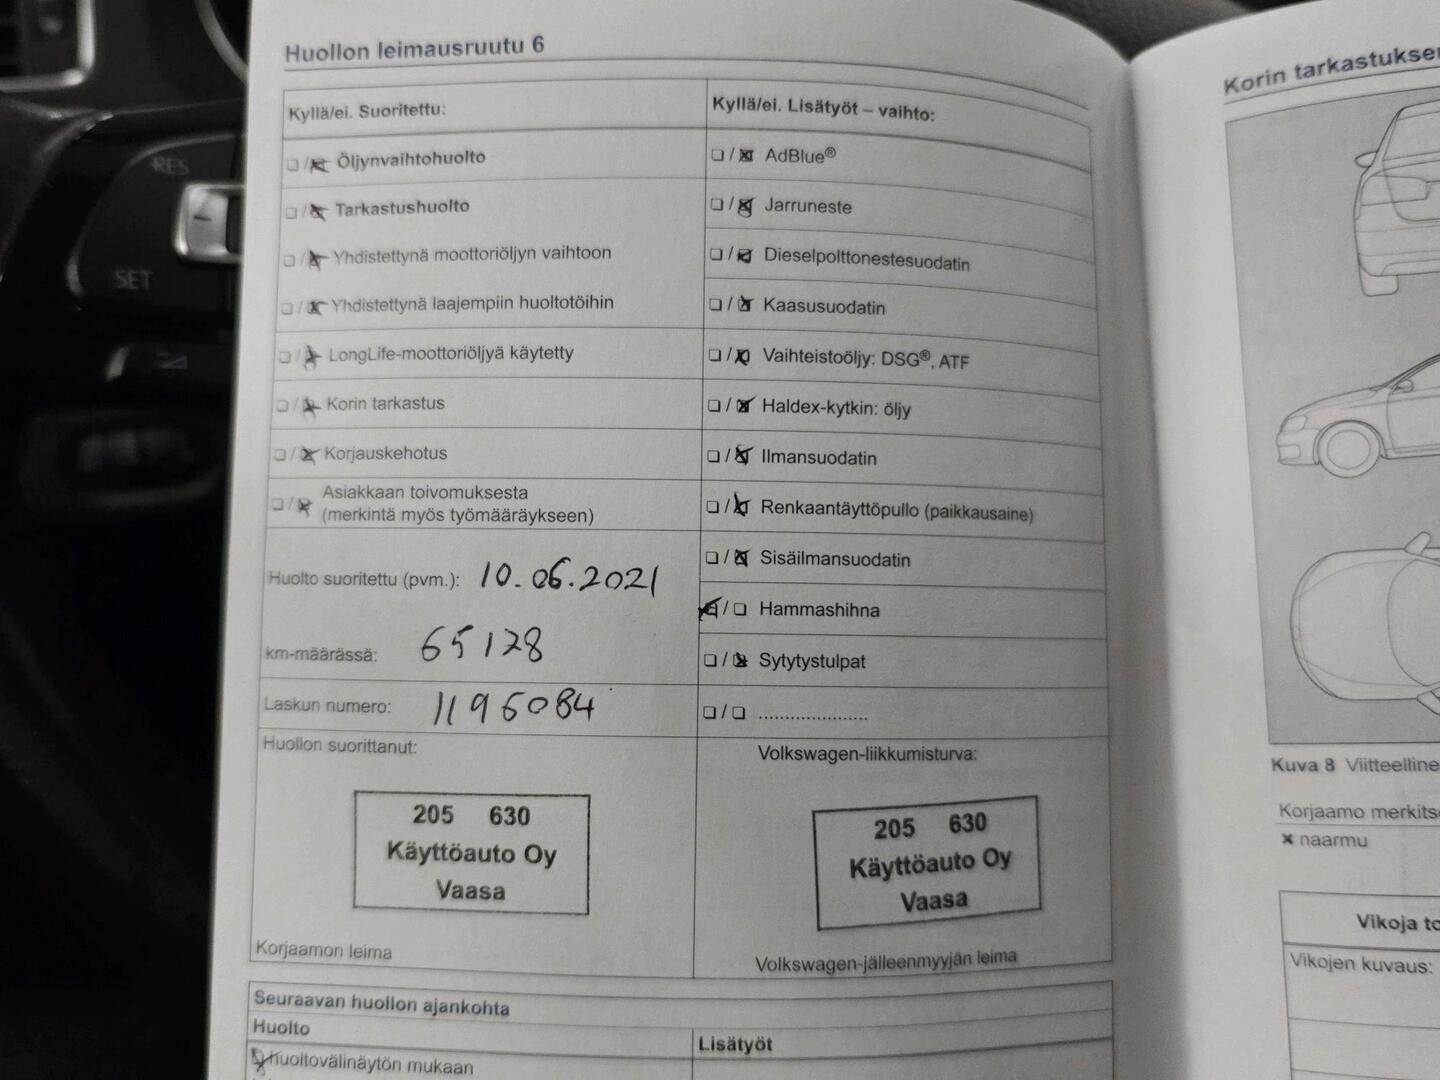 Huollon leimausruutu 6
Kyllä/ei. Suoritettu:
Öljynvaihtohuolto
Tarkastushuolto
Yhdistettynä moottoriöljyn vaihtoon
Yhdistettynä laajempiin huoltotöihin
LongLife-moottoriöljyä käytetty
Korin tarkastus
Korjauskehotus
Asiakkaan toivomuksesta
(merkintä myös työmääräykseen)
Huolto suoritettu (pvm.): 10.06.2021
km-määrässä: 65128
Laskun numero: 1196084
Huollon suorittanut:
205 630
Käyttöauto Oy
Vaasa
Korjaamon leima
Kyllä/ei. Lisätyöt – vaihto:
AdBlue®
Jarruneste
Dieselpolttonestesuodatin
Kaasusuodatin
Vaihteistoöljy: DSG®, ATF
Haldex-kytkin: öljy
Ilmansuodatin
Renkaantäyttöpullo (paikkausaine)
Sisäilmansuodatin
Hammashihna
Sytytystulpat
/ .....................
Volkswagen-liikkumisturva:
205 630
Käyttöauto Oy
Vaasa
Volkswagen-jälleenmyyjän leima
Seuraavan huollon ajankohta
Huolto
Lisätyöt
huoltovälinäytön mukaan
Korin tarkastuksen
Kuva 8 Viitteelline
Korjaamo merkits
× naarmu
Vikoja to
Vikojen kuvaus:
RES
SET